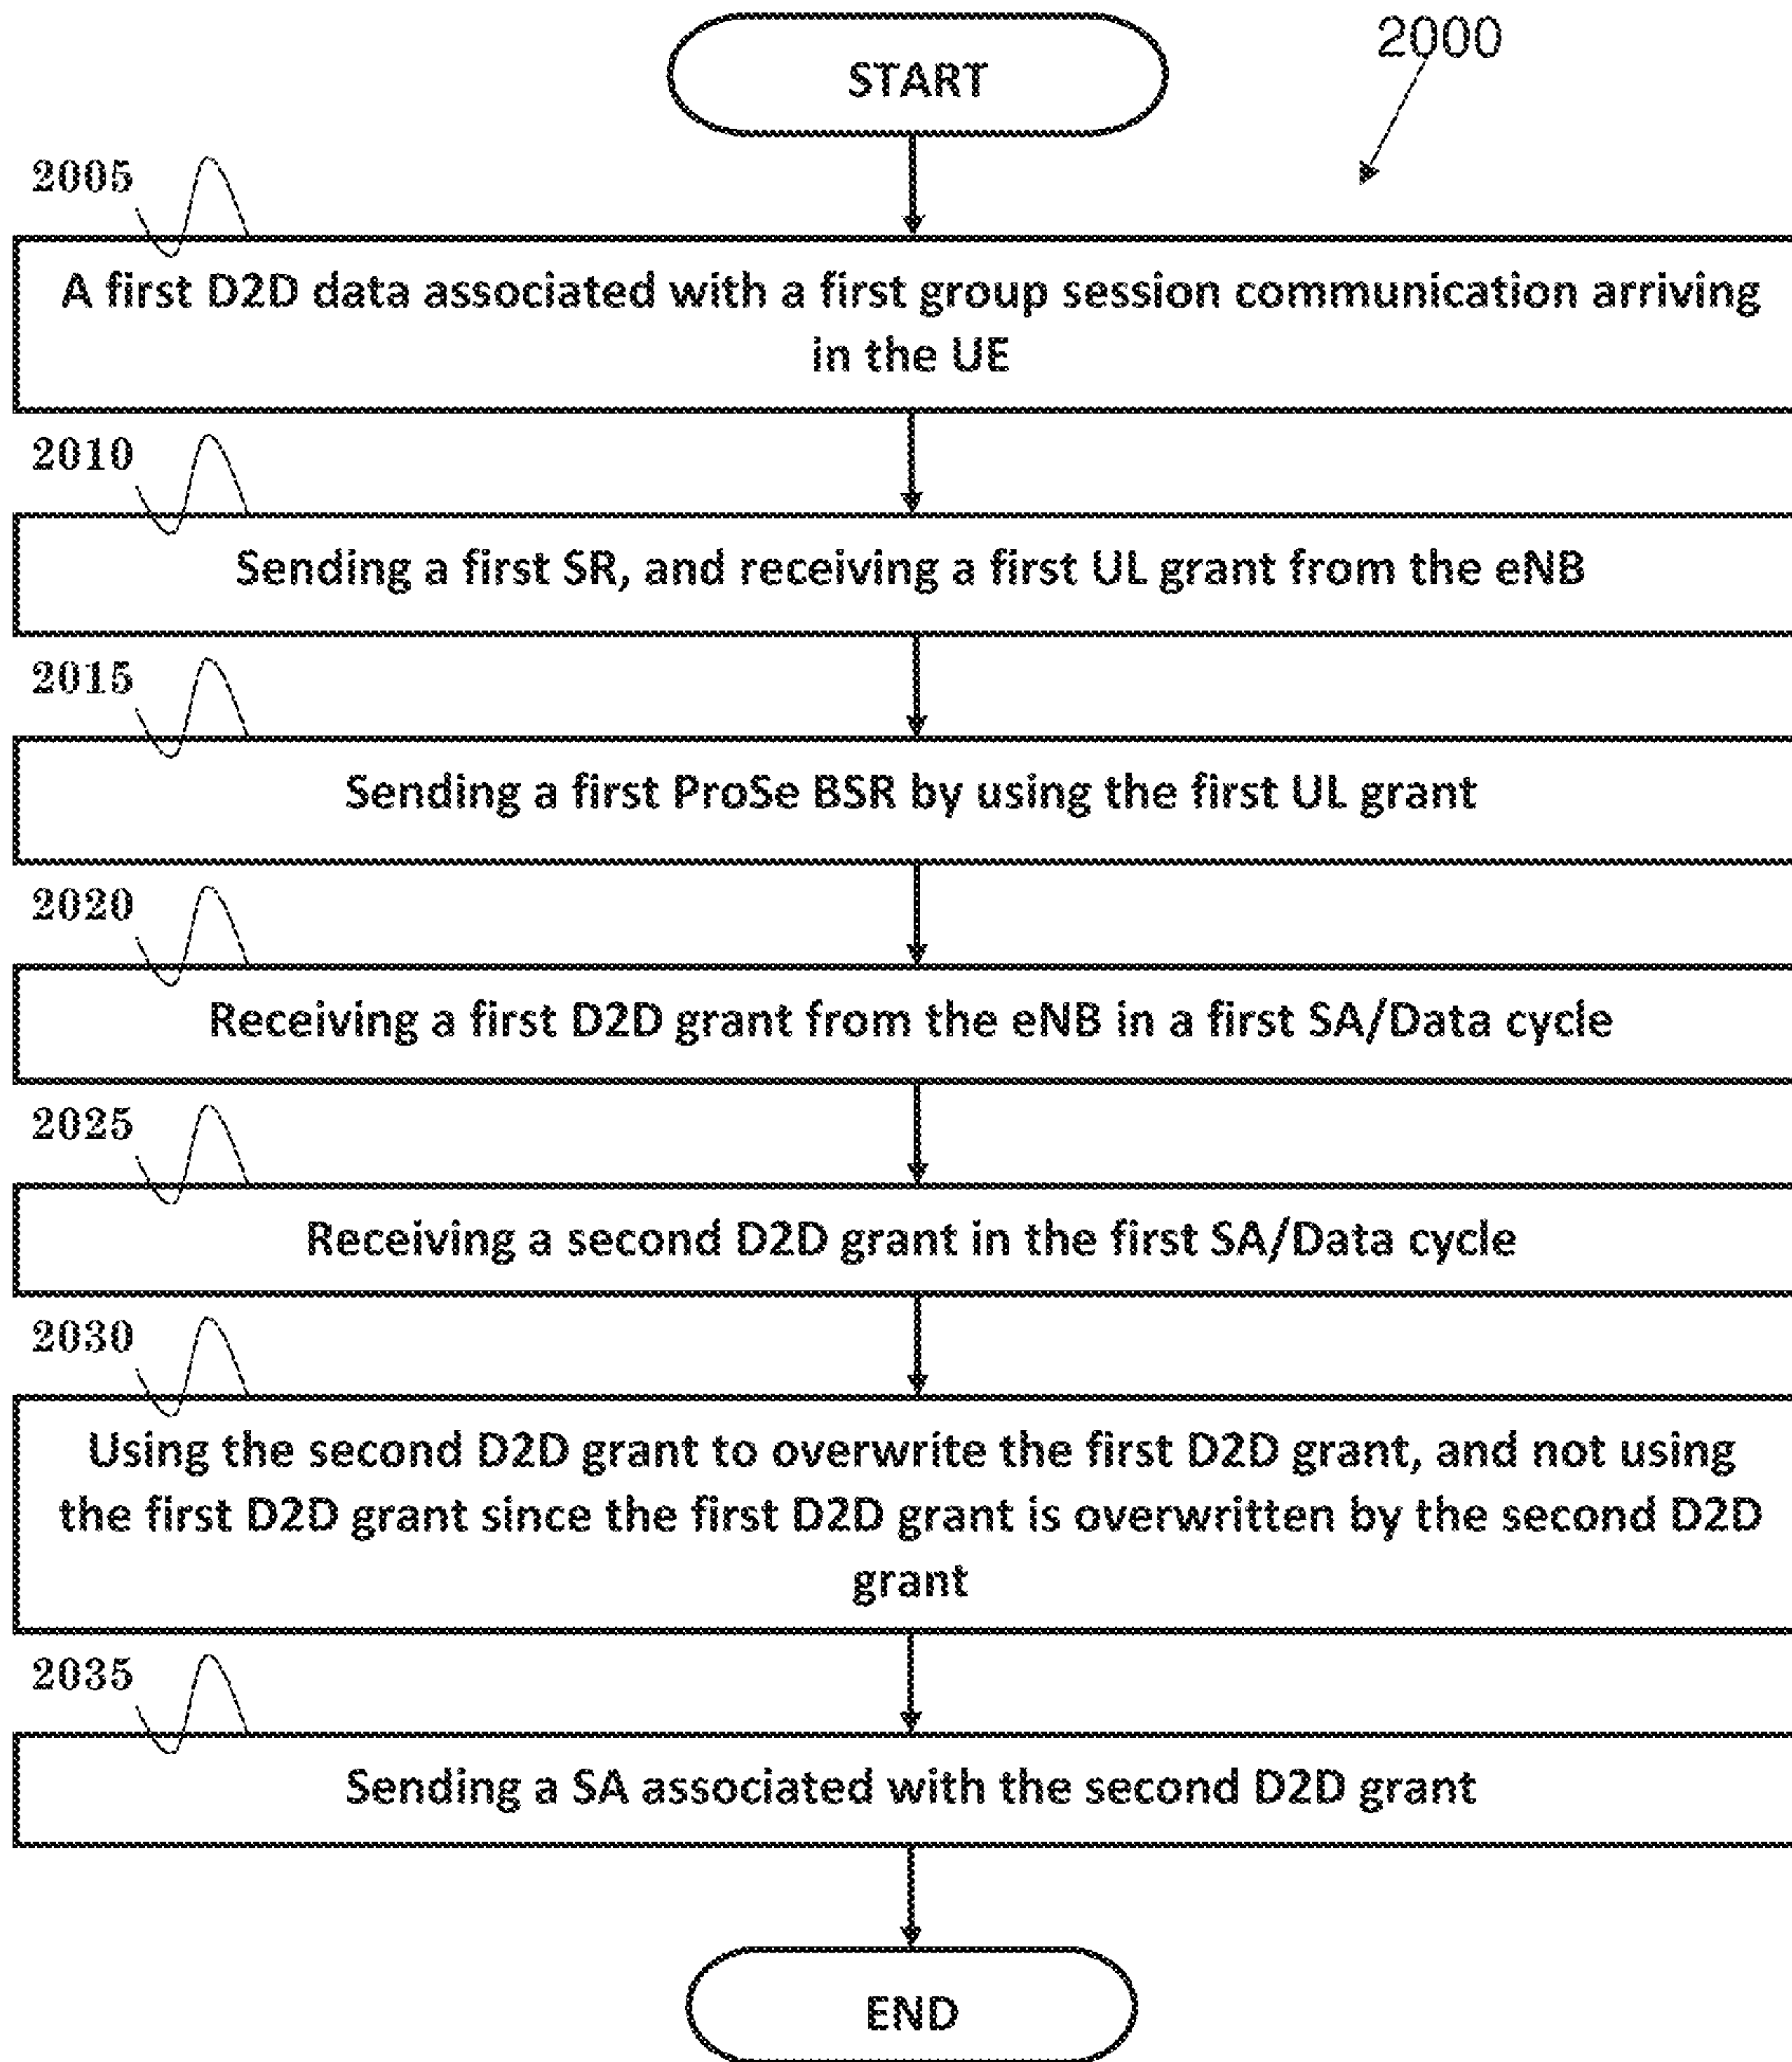 START
2000
2005
A first D2D data associated with a first group session communication arriving
in the UE
2010
Sending a first SR, and receiving a first UL grant from the eNB
2015
Sending a first ProSe BSR by using the first UL grant
2020
Receiving a first D2D grant from the eNB in a first SA/Data cycle
2025
Receiving a second D2D grant in the first SA/Data cycle
2030
Using the second D2D grant to overwrite the first D2D grant, and not using
the first D2D grant since the first D2D grant is overwritten by the second D2D
grant
2035
Sending a SA associated with the second D2D grant
END